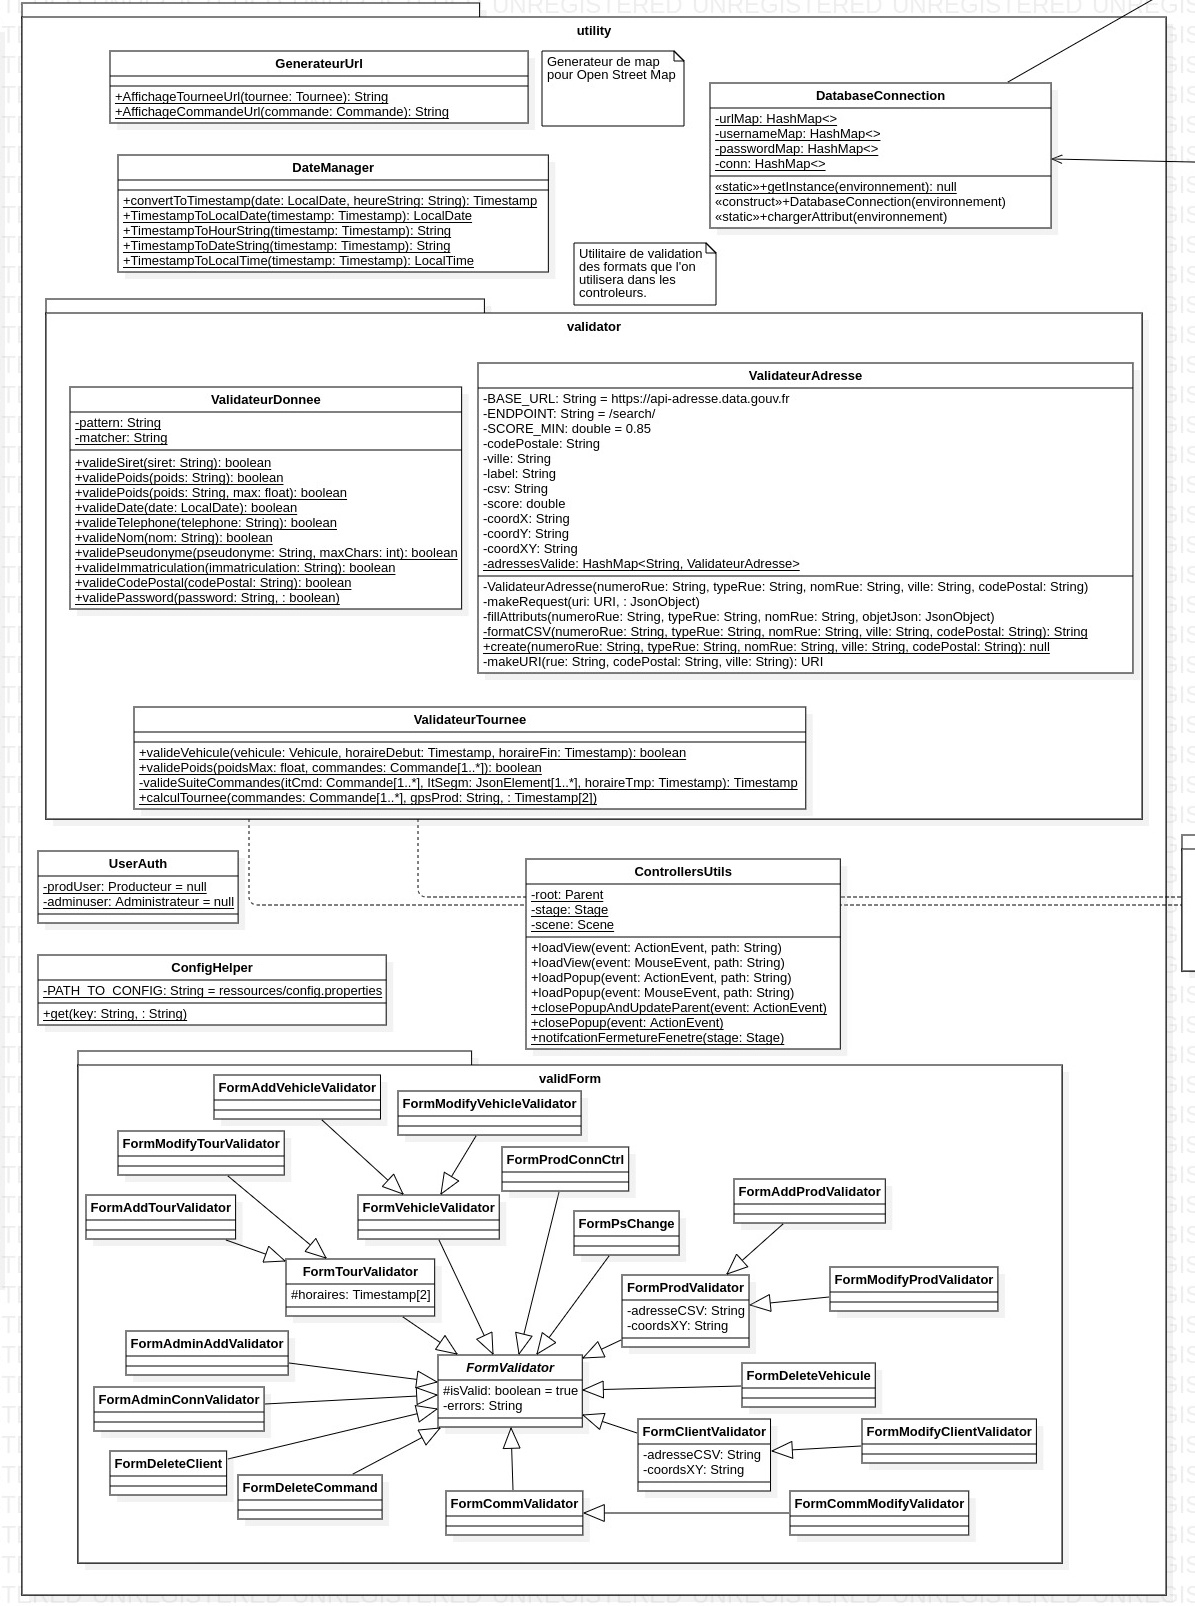 UNREGISTERED UNREGISTERED UNREGISTERED
utility
GenerateurUrl
+AffichageTourneeUrl(tournee: Tournee): String
+AffichageCommandeUrl(commande: Commande): String
Generateur de map
pour Open Street Map
DatabaseConnection
-urlMap: HashMap<>
-usernameMap: HashMap<>
-passwordMap: HashMap<>
-conn: HashMap<>
«static»+getInstance(environnement): null
«construct»+DatabaseConnection(environnement)
«static»+chargerAttribut(environnement)
DateManager
+convertToTimestamp(date: LocalDate, heureString: String): Timestamp
+TimestampToLocalDate(timestamp: Timestamp): LocalDate
+TimestampToHourString(timestamp: Timestamp): String
+TimestampToDateString(timestamp: Timestamp): String
+TimestampToLocalTime(timestamp: Timestamp): LocalTime
Utilitaire de validation
des formats que l'on
utilisera dans les
controleurs.
validator
ValidateurDonnee
-pattern: String
-matcher: String
+valideSiret(siret: String): boolean
+validePoids(poids: String): boolean
+validePoids(poids: String, max: float): boolean
+valideDate(date: LocalDate): boolean
+valideTelephone(telephone: String): boolean
+valideNom(nom: String): boolean
+validePseudonyme(pseudonyme: String, maxChars: int): boolean
+valideImmatriculation(immatriculation: String): boolean
+valideCodePostal(codePostal: String): boolean
+validePassword(password: String, : boolean)
ValidateurAdresse
-BASE_URL: String = https://api-adresse.data.gouv.fr
-ENDPOINT: String = /search/
-SCORE_MIN: double = 0.85
-codePostale: String
-ville: String
-label: String
-csv: String
-score: double
-coordX: String
-coordY: String
-coordXY: String
-adressesValide: HashMap<String, ValidateurAdresse>
-ValidateurAdresse(numeroRue: String, typeRue: String, nomRue: String, ville: String, codePostal: String)
-makeRequest(uri: URI, : JsonObject)
-fillAttributs(numeroRue: String, typeRue: String, nomRue: String, objetJson: JsonObject)
-formatCSV(numeroRue: String, typeRue: String, nomRue: String, ville: String, codePostal: String): String
+create(numeroRue: String, typeRue: String, nomRue: String, ville: String, codePostal: String): null
-makeURI(rue: String, codePostal: String, ville: String): URI
ValidateurTournee
+valideVehicule(vehicule: Vehicule, horaireDebut: Timestamp, horaireFin: Timestamp): boolean
+validePoids(poidsMax: float, commandes: Commande[1..*]): boolean
-valideSuiteCommandes(itCmd: Commande[1..*], ItSegm: JsonElement[1..*], horaireTmp: Timestamp): Timestamp
+calculTournee(commandes: Commande[1..*], gpsProd: String, : Timestamp[2])
UserAuth
-prodUser: Producteur = null
-adminuser: Administrateur = null
ControllersUtils
-root: Parent
-stage: Stage
-scene: Scene
+loadView(event: ActionEvent, path: String)
+loadView(event: MouseEvent, path: String)
+loadPopup(event: ActionEvent, path: String)
+loadPopup(event: MouseEvent, path: String)
+closePopupAndUpdateParent(event: ActionEvent)
+closePopup(event: ActionEvent)
+notifcationFermetureFenetre(stage: Stage)
ConfigHelper
-PATH_TO_CONFIG: String = ressources/config.properties
+get(key: String, : String)
validForm
FormAddVehicleValidator
FormModifyVehicleValidator
FormModifyTourValidator
FormProdConnCtrl
FormAddProdValidator
FormAddTourValidator
FormVehicleValidator
FormPsChange
FormTourValidator
#horaires: Timestamp[2]
FormProdValidator
-adresseCSV: String
-coordsXY: String
FormModifyProdValidator
FormAdminAddValidator
FormValidator
#isValid: boolean = true
-errors: String
FormDeleteVehicule
FormAdminConnValidator
FormClientValidator
-adresseCSV: String
-coordsXY: String
FormModifyClientValidator
FormDeleteClient
FormDeleteCommand
FormCommValidator
FormCommModifyValidator